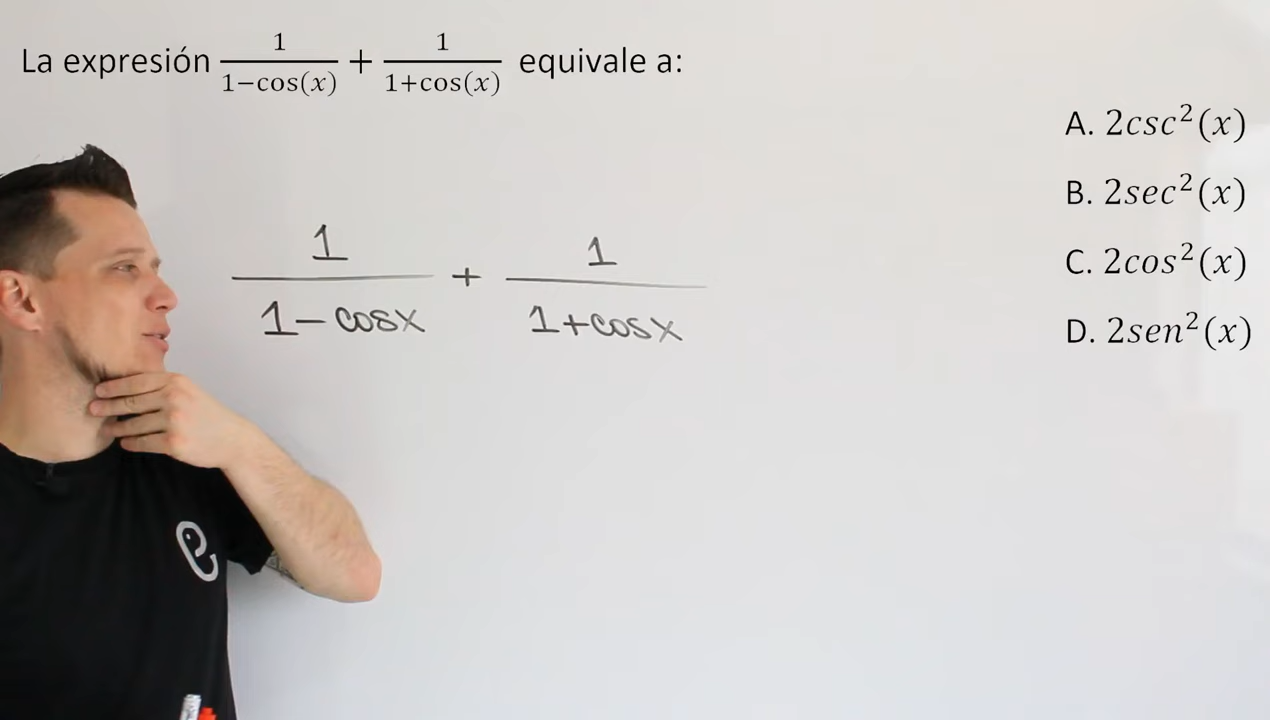 La expresión 1/(1−cos(x)) + 1/(1+cos(x)) equivale a:
A. 2csc²(x)
B. 2sec²(x)
C. 2cos²(x)
D. 2sen²(x)
1/(1−cosx) + 1/(1+cosx)
e